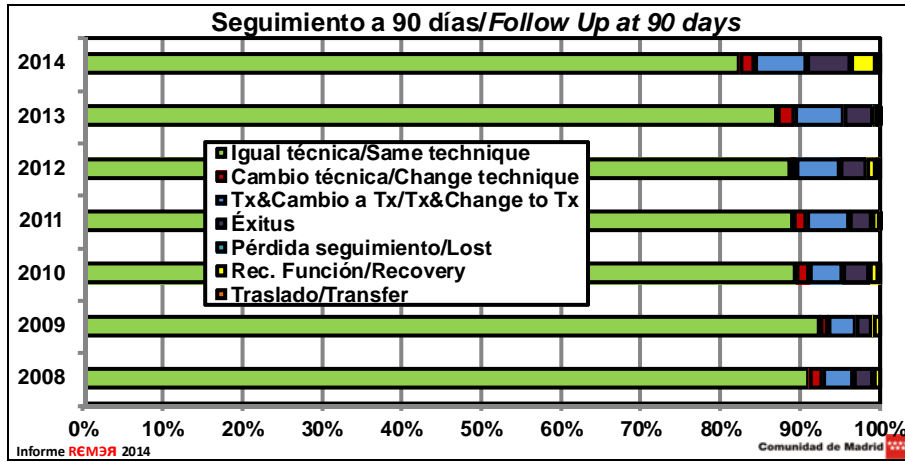 Seguimiento a 90 días/Follow Up at 90 days
2014
2013
2012
2011
2010
2009
2008
Igual técnica/Same technique
Cambio técnica/Change technique
Tx&Cambio a Tx/Tx&Change to Tx
Éxitus
Pérdida seguimiento/Lost
Rec. Función/Recovery
Traslado/Transfer
0% 10% 20% 30% 40% 50% 60% 70% 80% 90% 100%
Informe RЄMƎЯ 2014
Comunidad de Madrid